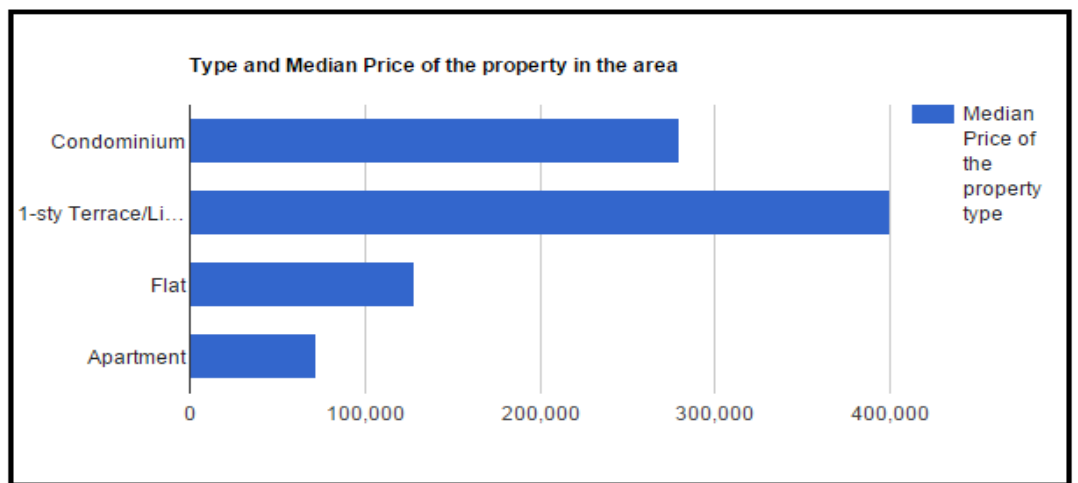 Type and Median Price of the property in the area
Median
Price of
the
property
type
Condominium
1-sty Terrace/Li...
Flat
Apartment
0
100,000
200,000
300,000
400,000